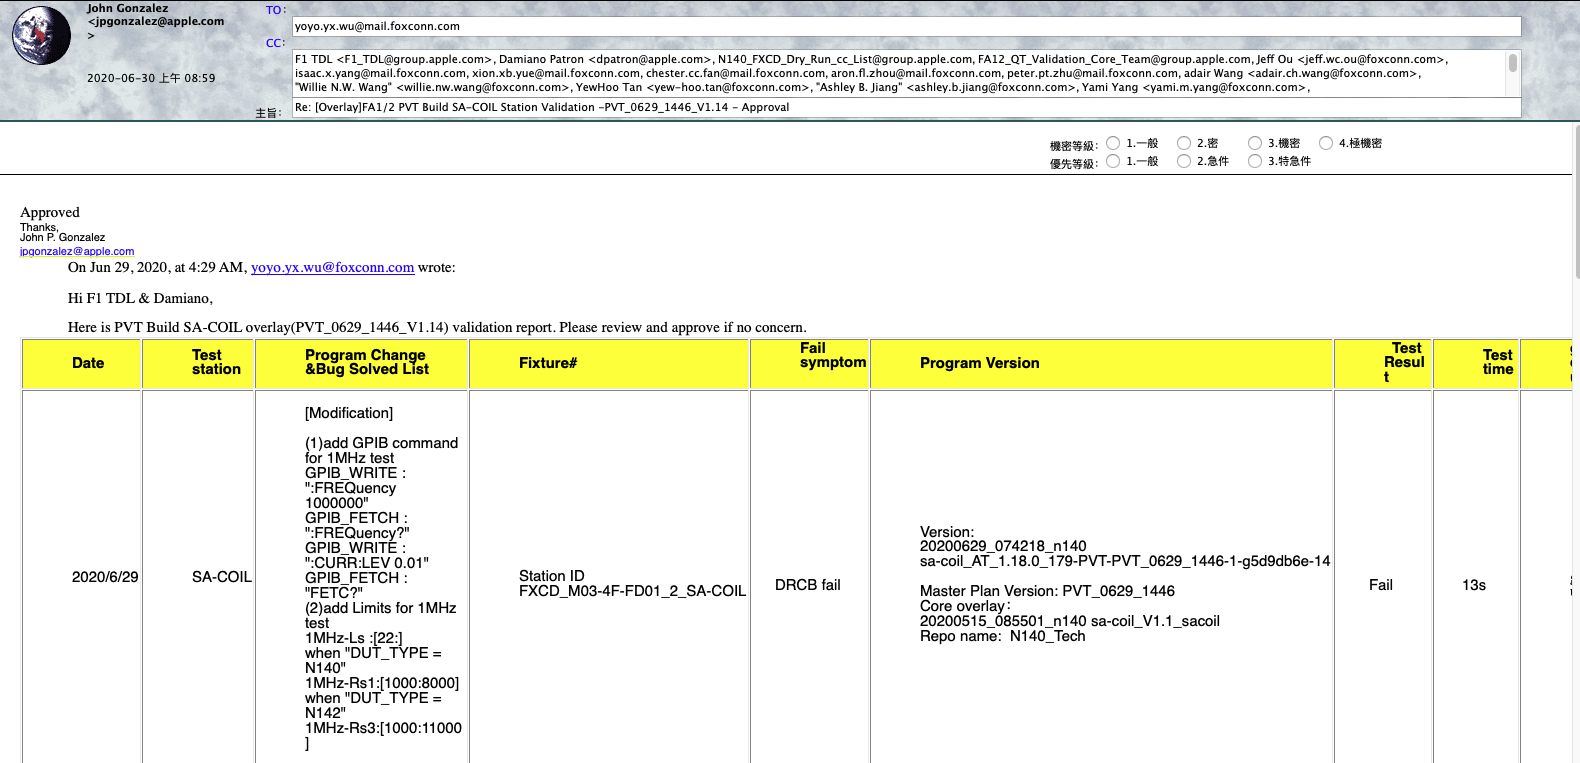 John Gonzalez
<jpgonzalez@apple.com
>
2020-06-30 上午 08:59
TO:
yoyo.yx.wu@mail.foxconn.com
CC:
F1 TDL <F1_TDL@group.apple.com>, Damiano Patron <dpatron@apple.com>, N140_FXCD_Dry_Run_cc_List@group.apple.com, FA12_QT_Validation_Core_Team@group.apple.com, Jeff Ou <jeff.wc.ou@foxconn.com>,
isaac.x.yang@mail.foxconn.com, xion.xb.yue@mail.foxconn.com, chester.cc.fan@mail.foxconn.com, aron.fl.zhou@mail.foxconn.com, peter.pt.zhu@mail.foxconn.com, adair Wang <adair.ch.wang@foxconn.com>,
"Willie N.W. Wang" <willie.nw.wang@foxconn.com>, YewHoo Tan <yew-hoo.tan@foxconn.com>, "Ashley B. Jiang" <ashley.b.jiang@foxconn.com>, Yami Yang <yami.m.yang@foxconn.com>,
主旨:
Re: [Overlay]FA1/2 PVT Build SA-COIL Station Validation -PVT_0629_1446_V1.14 - Approval
機密等級: 1.一般 2.密 3.機密 4.極機密
優先等級: 1.一般 2.急件 3.特急件
Approved
Thanks,
John P. Gonzalez
jpgonzalez@apple.com
On Jun 29, 2020, at 4:29 AM, yoyo.yx.wu@foxconn.com wrote:
Hi F1 TDL & Damiano,
Here is PVT Build SA-COIL overlay(PVT_0629_1446_V1.14) validation report. Please review and approve if no concern.
Date
Test
station
Program Change
&Bug Solved List
Fixture#
Fail
symptom
Program Version
Test
Resul
t
Test
time
2020/6/29
SA-COIL
[Modification]
(1)add GPIB command
for 1MHz test
GPIB_WRITE :
":FREQuency
1000000"
GPIB_FETCH :
":FREQuency?"
GPIB_WRITE :
":CURR:LEV 0.01"
GPIB_FETCH :
"FETC?"
(2)add Limits for 1MHz
test
1MHz-Ls :[22:]
when "DUT_TYPE =
N140"
1MHz-Rs1:[1000:8000]
when "DUT_TYPE =
N142"
1MHz-Rs3:[1000:11000
]
Station ID
FXCD_M03-4F-FD01_2_SA-COIL
DRCB fail
Version:
20200629_074218_n140
sa-coil_AT_1.18.0_179-PVT-PVT_0629_1446-1-g5d9db6e-14
Master Plan Version: PVT_0629_1446
Core overlay：
20200515_085501_n140 sa-coil_V1.1_sacoil
Repo name: N140_Tech
Fail
13s